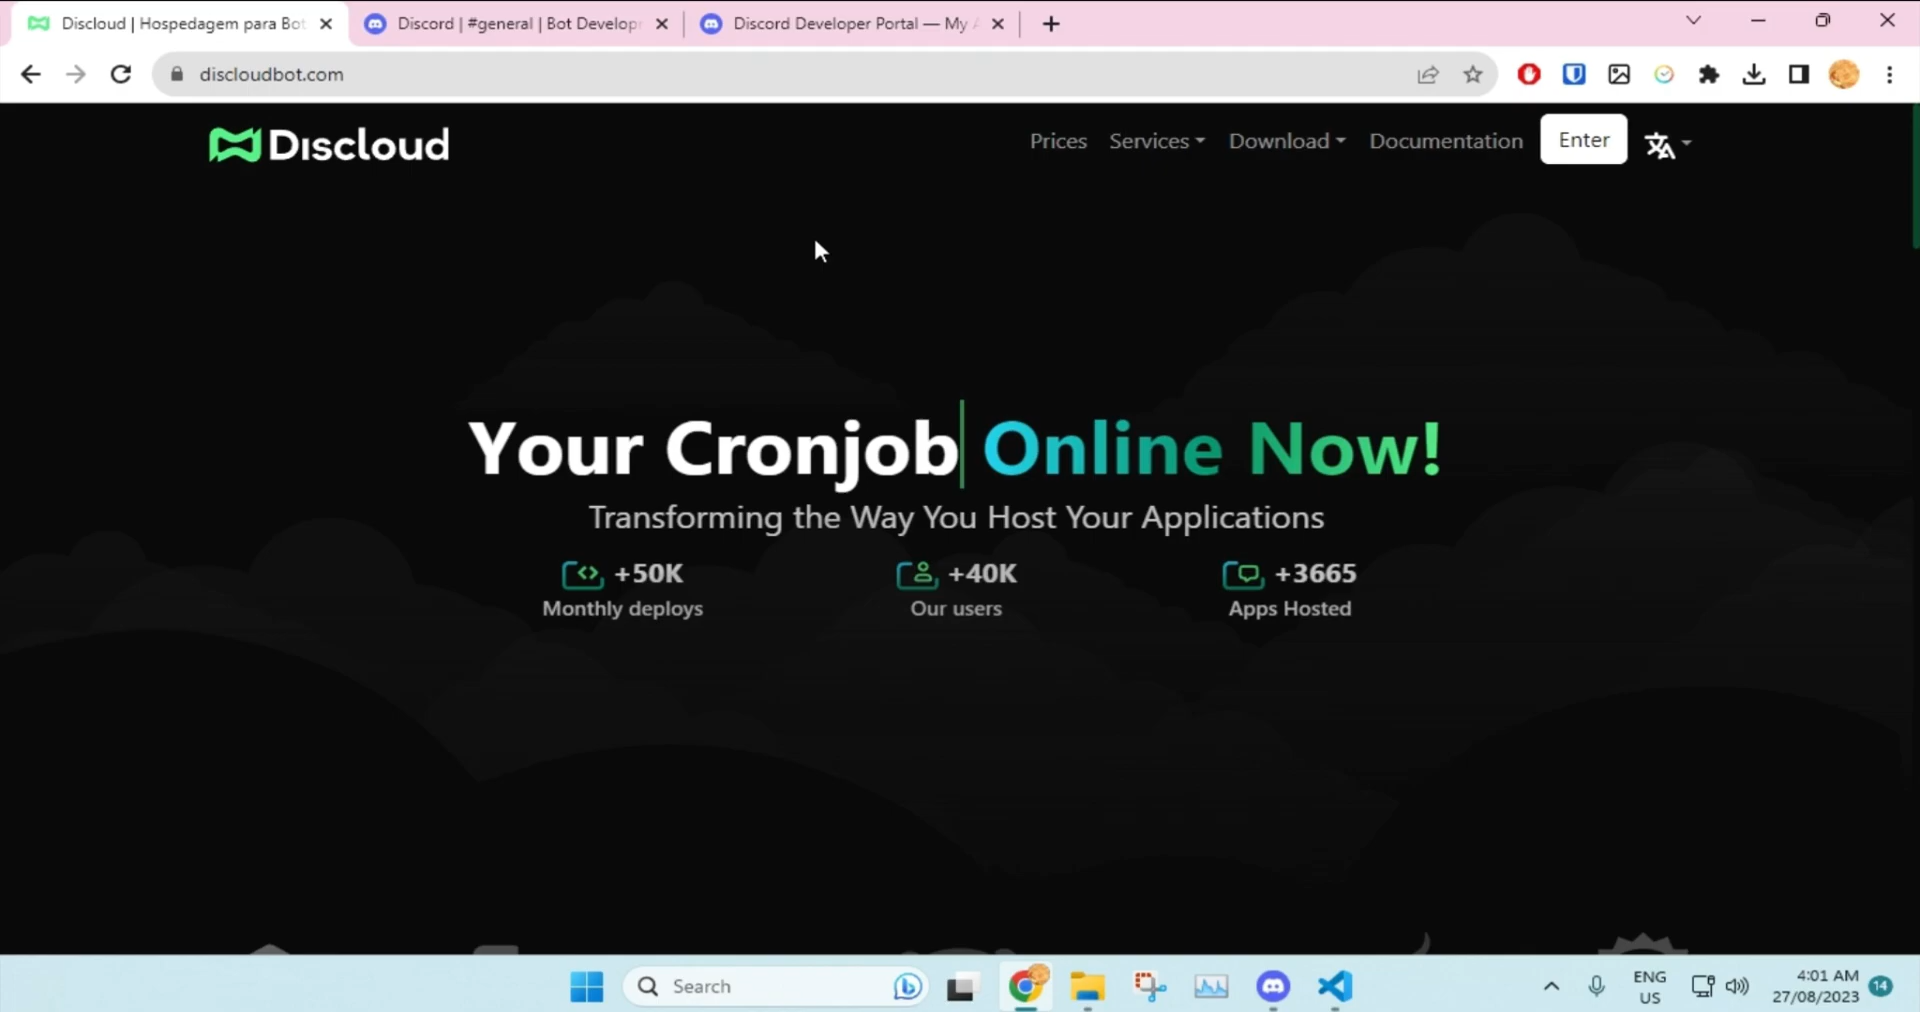 Discloud | Hospedagem para Bot
Discord | #general | Bot Develop
Discord Developer Portal — My
discloudbot.com
Discloud
Prices
Services
Download
Documentation
Enter
Your Cronjob Online Now!
Transforming the Way You Host Your Applications
+50K
Monthly deploys
+40K
Our users
+3665
Apps Hosted
Search
ENG
US
4:01 AM
27/08/2023
14